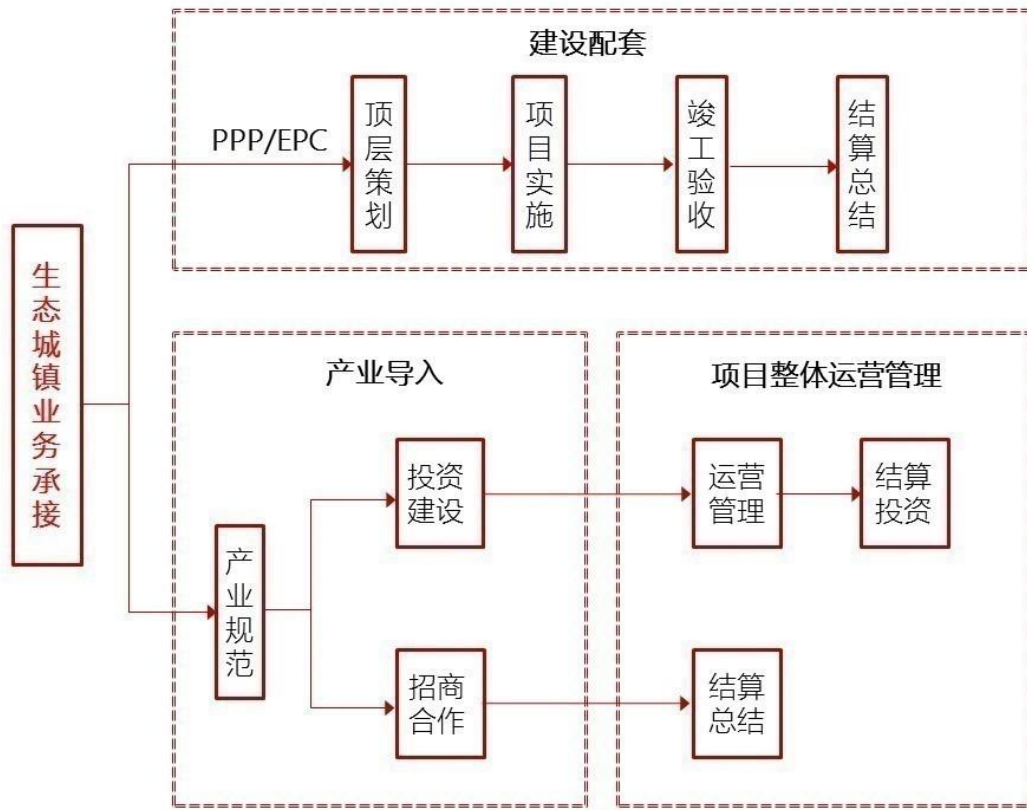 建设配套
PPP/EPC
顶层策划
项目实施
竣工验收
结算总结
生态城镇业务承接
产业导入
项目整体运营管理
产业规范
投资
建设
运营
管理
结算
投资
招商
合作
结算
总结